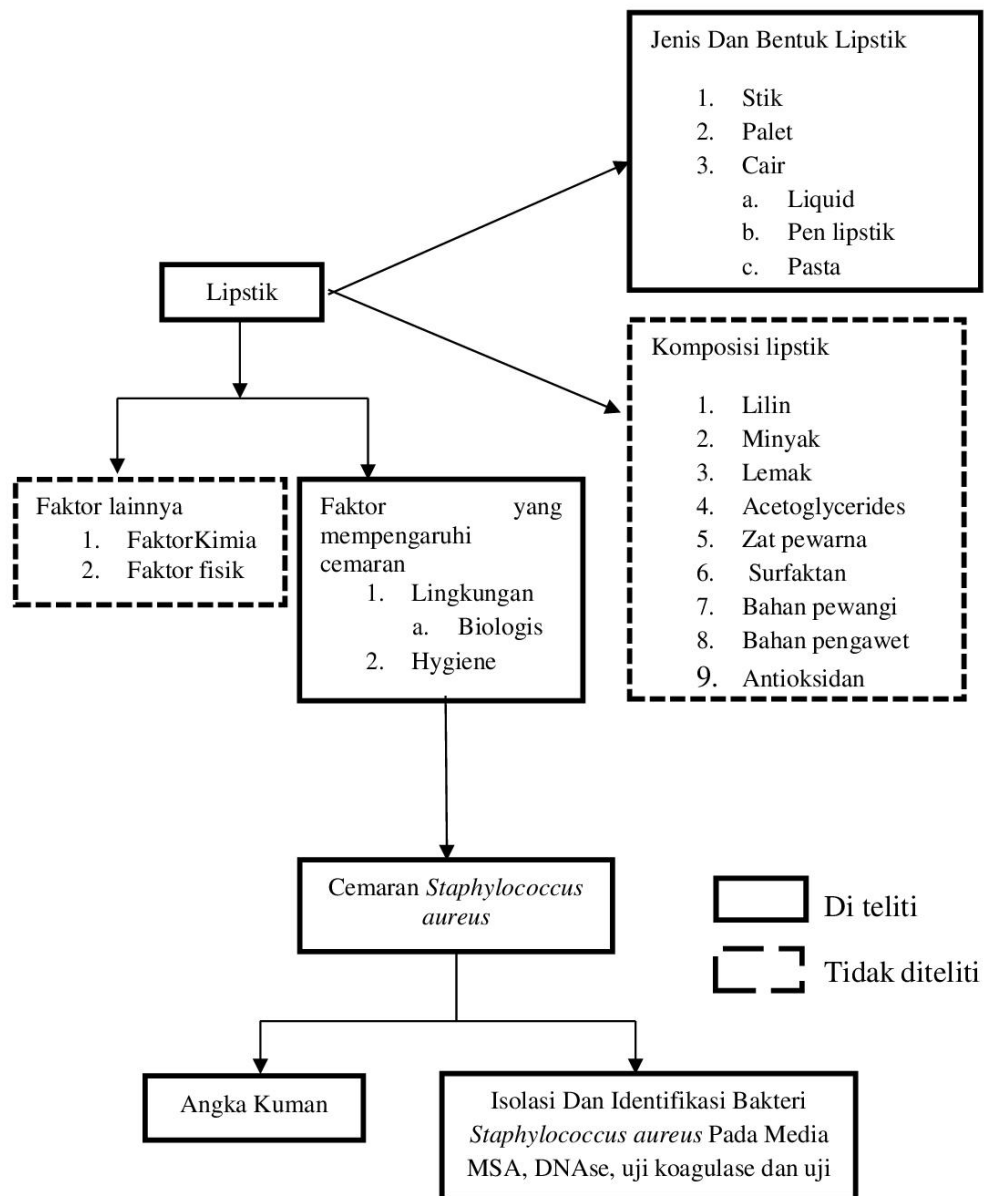 Jenis Dan Bentuk Lipstik
1. Stik
2. Palet
3. Cair
a. Liquid
b. Pen lipstik
c. Pasta
Lipstik
Komposisi lipstik
1. Lilin
2. Minyak
3. Lemak
4. Acetoglycerides
5. Zat pewarna
6. Surfaktan
7. Bahan pewangi
8. Bahan pengawet
9. Antioksidan
Faktor lainnya
1. FaktorKimia
2. Faktor fisik
Faktor yang
mempengaruhi
cemaran
1. Lingkungan
a. Biologis
2. Hygiene
Cemaran Staphylococcus
aureus
Di teliti
Tidak diteliti
Angka Kuman
Isolasi Dan Identifikasi Bakteri
Staphylococcus aureus Pada Media
MSA, DNAse, uji koagulase dan uji